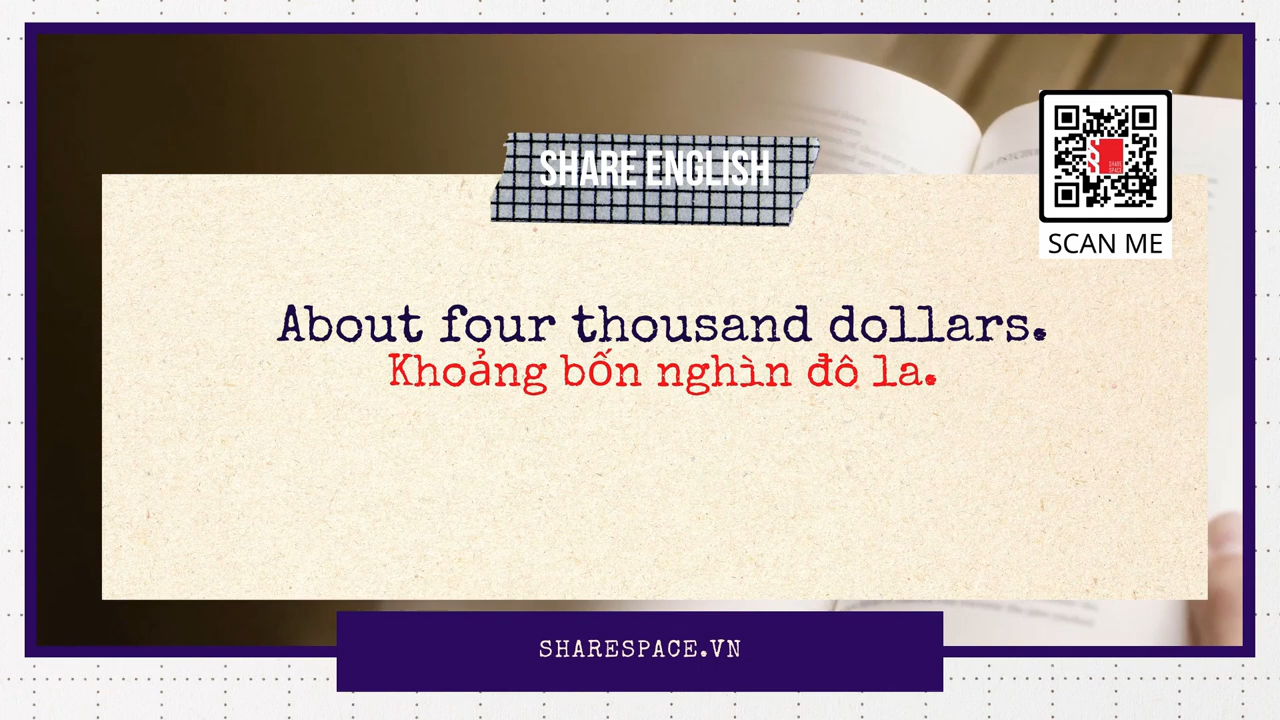 SHARE ENGLISH
SCAN ME
About four thousand dollars.
Khoảng bốn nghìn đô la.
SHARESPACE.VN